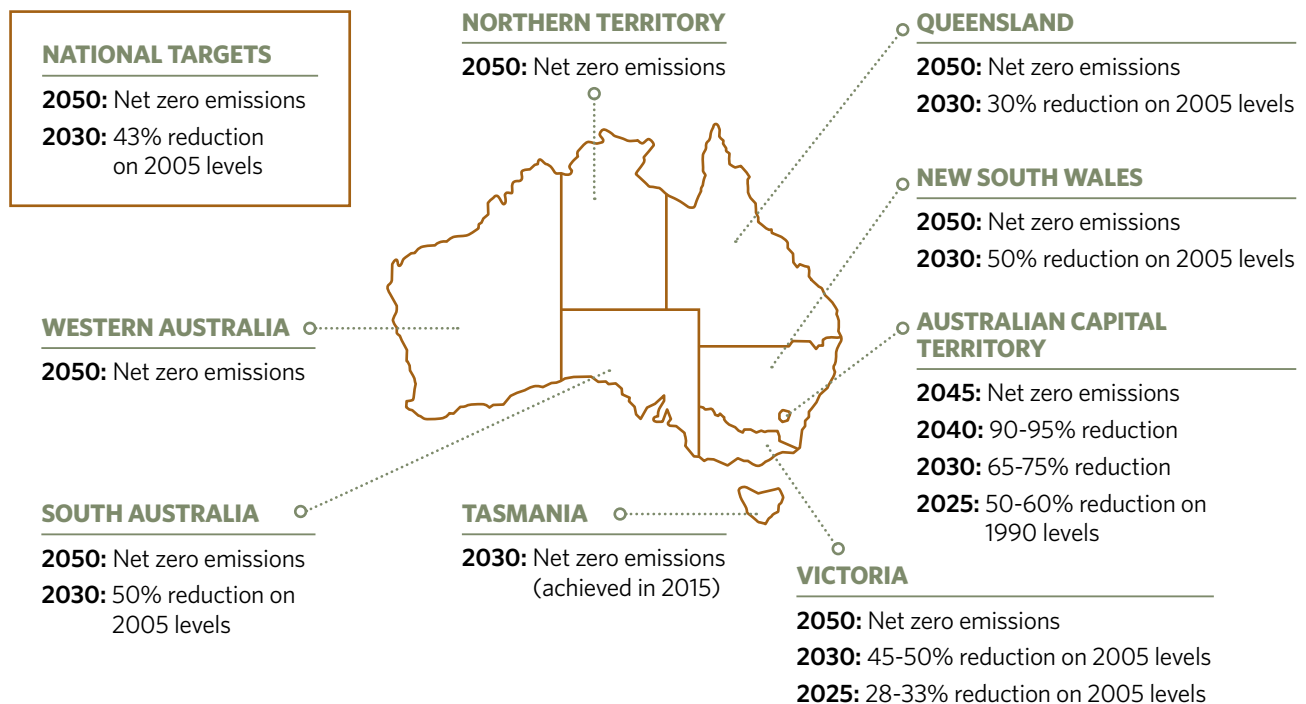 NATIONAL TARGETS
2050: Net zero emissions
2030: 43% reduction
on 2005 levels
NORTHERN TERRITORY
2050: Net zero emissions
QUEENSLAND
2050: Net zero emissions
2030: 30% reduction on 2005 levels
NEW SOUTH WALES
2050: Net zero emissions
2030: 50% reduction on 2005 levels
WESTERN AUSTRALIA
2050: Net zero emissions
AUSTRALIAN CAPITAL
TERRITORY
2045: Net zero emissions
2040: 90-95% reduction
2030: 65-75% reduction
2025: 50-60% reduction on
1990 levels
SOUTH AUSTRALIA
2050: Net zero emissions
2030: 50% reduction on
2005 levels
TASMANIA
2030: Net zero emissions
(achieved in 2015)
VICTORIA
2050: Net zero emissions
2030: 45-50% reduction on 2005 levels
2025: 28-33% reduction on 2005 levels